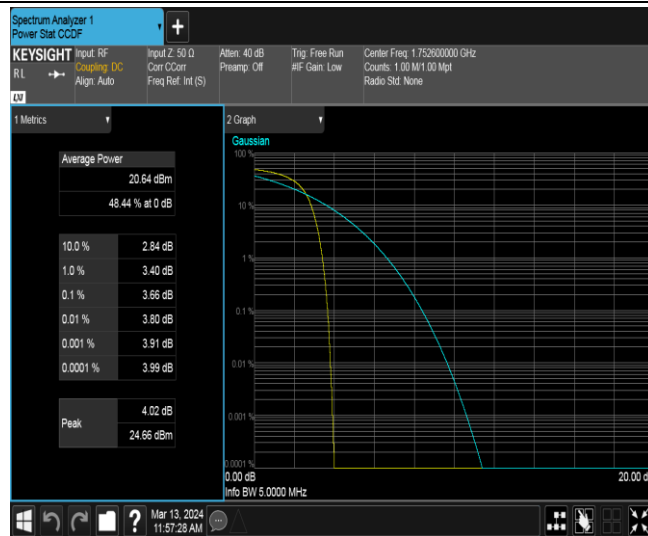 Spectrum Analyzer 1
Power Stat CCDF
KEYSIGHT
RL
LXI
Input: RF
Coupling: DC
Align: Auto
Input Z: 50 Ω
Corr CCorr
Freq Ref: Int (S)
Atten: 40 dB
Preamp: Off
Trig: Free Run
#IF Gain: Low
Center Freq: 1.752600000 GHz
Counts: 1.00 M/1.00 Mpt
Radio Std: None
1 Metrics
Average Power
20.64 dBm
48.44 % at 0 dB
10.0 % 2.84 dB
1.0 % 3.40 dB
0.1 % 3.66 dB
0.01 % 3.80 dB
0.001 % 3.91 dB
0.0001 % 3.99 dB
Peak
4.02 dB
24.66 dBm
2 Graph
Gaussian
100 %
10 %
1 %
0.1 %
0.01 %
0.001 %
0.0001 %
0.00 dB
20.00 d
Info BW 5.0000 MHz
?
Mar 13, 2024
11:57:28 AM